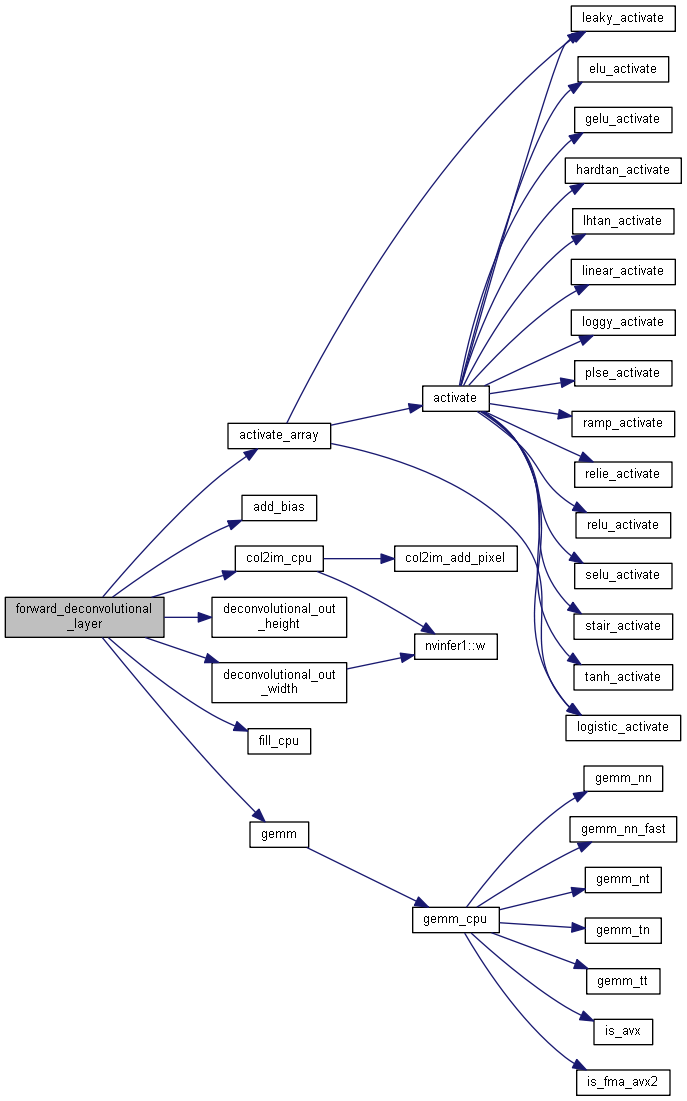 leaky_activate
elu_activate
gelu_activate
hardtan_activate
lhtan_activate
linear_activate
loggy_activate
plse_activate
activate
ramp_activate
activate_array
relie_activate
add_bias
relu_activate
col2im_cpu
col2im_add_pixel
selu_activate
forward_deconvolutional
_layer
deconvolutional_out
_height
stair_activate
nvinfer1::w
deconvolutional_out
_width
tanh_activate
logistic_activate
fill_cpu
gemm_nn
gemm
gemm_nn_fast
gemm_nt
gemm_cpu
gemm_tn
gemm_tt
is_avx
is_fma_avx2